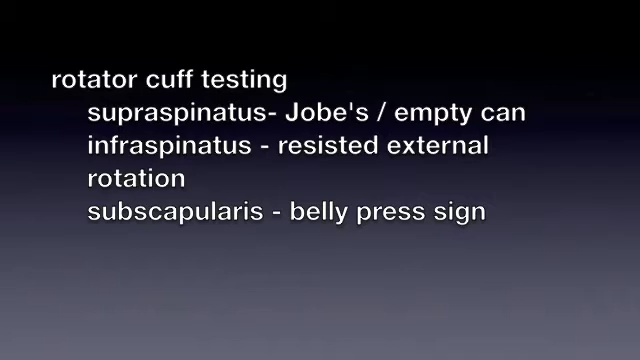 rotator cuff testing
supraspinatus- Jobe's / empty can
infraspinatus - resisted external
rotation
subscapularis - belly press sign